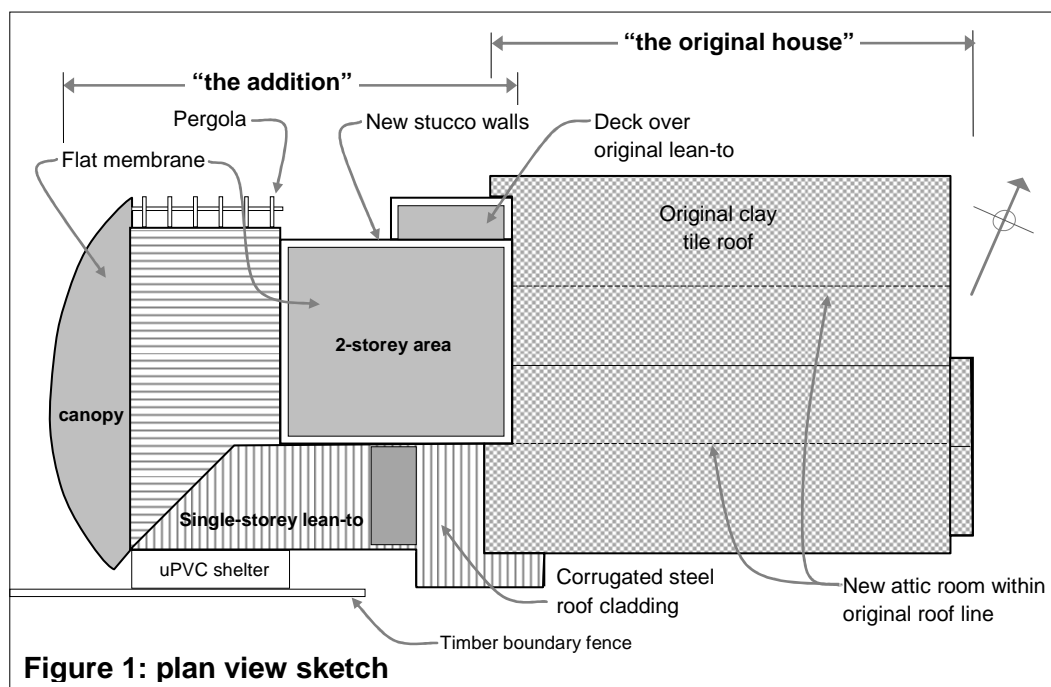 “the original house”
“the addition”
Pergola
New stucco walls
Deck over
original lean-to
Flat membrane
Original clay
tile roof
2-storey area
canopy
Single-storey lean-to
uPVC shelter
Corrugated steel
roof cladding
New attic room within
original roof line
Timber boundary fence
Figure 1: plan view sketch